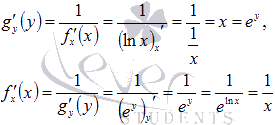 g′_y(y) = 1/f′_x(x) = 1/(ln x)_x′ = 1/(1/x) = x = e^y,
f′_x(x) = 1/g′_y(y) = 1/(e^y)_y′ = 1/e^y = 1/e^(ln x) = 1/x